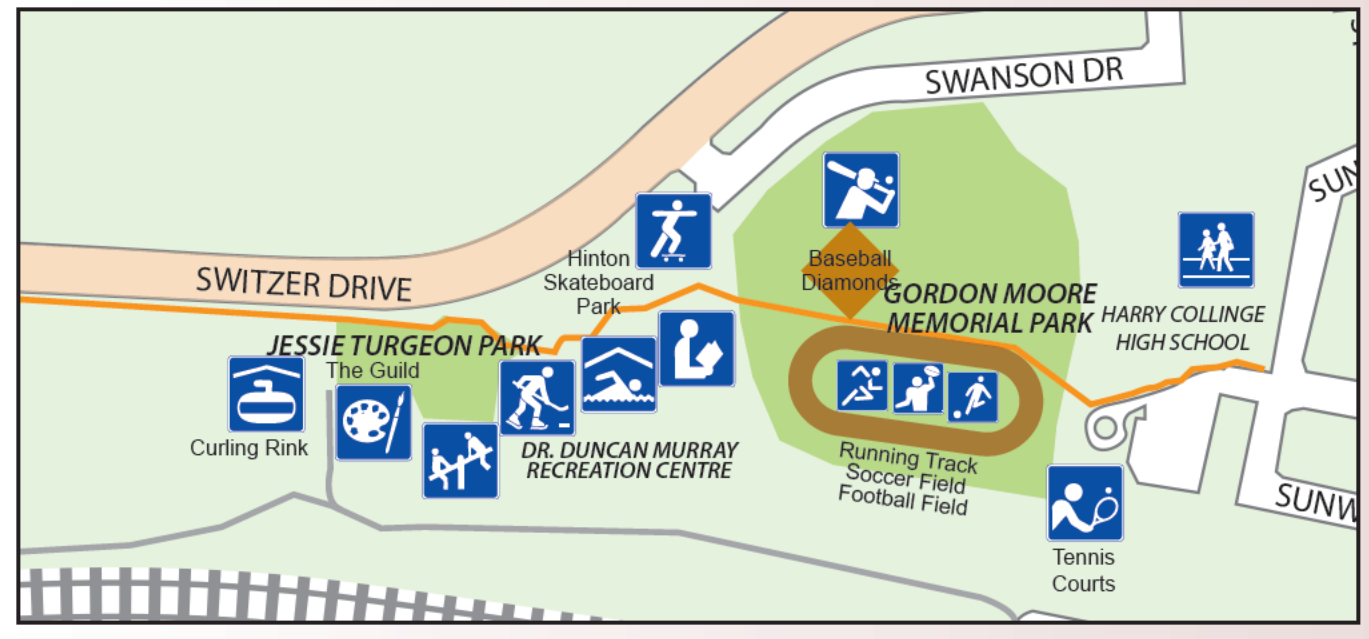 SWANSON DR
SUN
SWITZER DRIVE
Hinton
Skateboard
Park
Baseball
Diamonds
GORDON MOORE
MEMORIAL PARK
HARRY COLLINGE
HIGH SCHOOL
JESSIE TURGEON PARK
The Guild
Curling Rink
DR. DUNCAN MURRAY
RECREATION CENTRE
Running Track
Soccer Field
Football Field
SUNW
Tennis
Courts